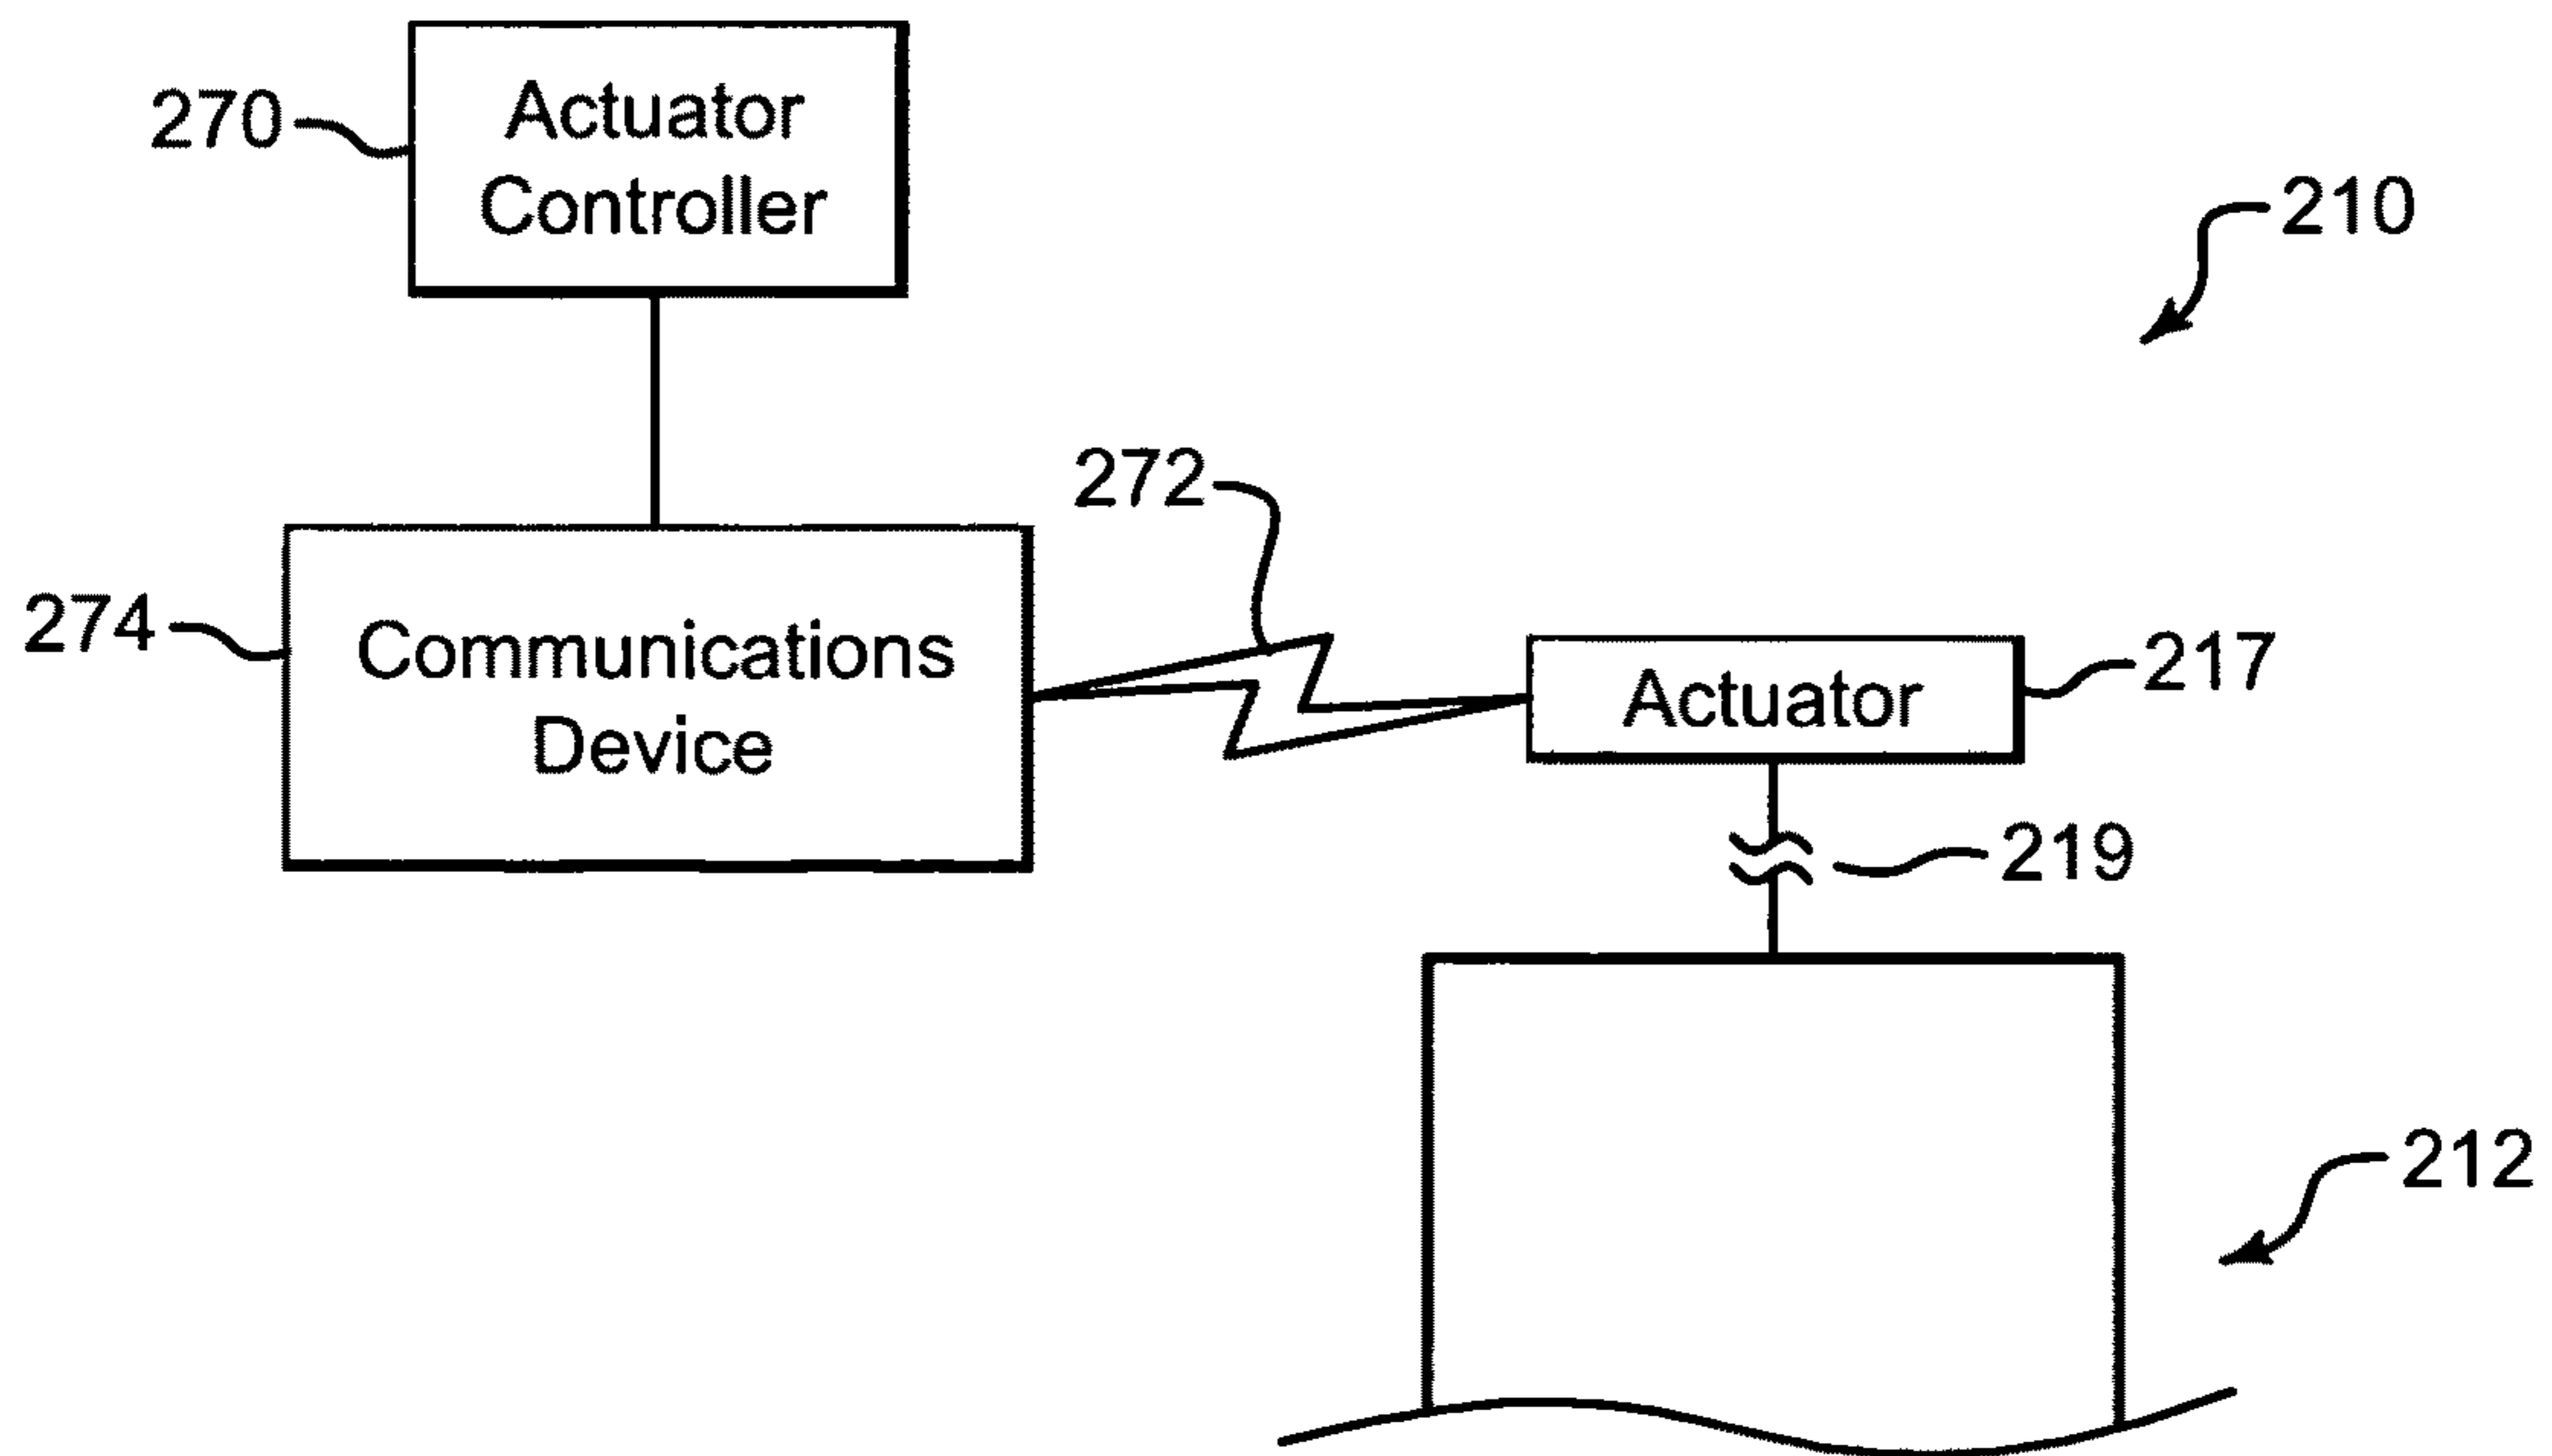 270
Actuator
Controller
210
272
274
Communications
Device
Actuator
217
219
212